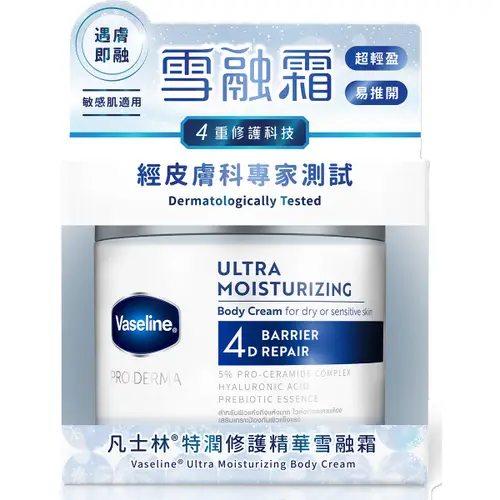 遇膚
即融
敏感肌適用
雪融霜
超輕盈
易推開
4重修護科技
經皮膚科專家測試
Dermatologically Tested
ULTRA
MOISTURIZING
Body Cream for dry or sensitive skin
4D BARRIER
REPAIR
Vaseline®
PRO DERMA
5% PRO-CERAMIDE COMPLEX
HYALURONIC ACID
PREBIOTIC ESSENCE
凡士林®特潤修護精華雪融霜
Vaseline® Ultra Moisturizing Body Cream